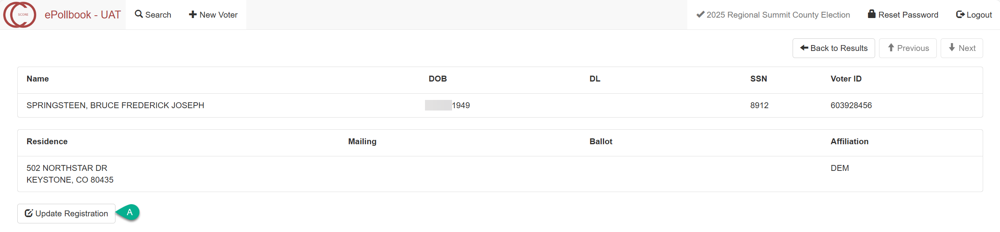 SCORE
ePollbook - UAT
Search
New Voter
2025 Regional Summit County Election
Reset Password
Logout
Back to Results
Previous
Next
Name DOB DL SSN Voter ID
SPRINGSTEEN, BRUCE FREDERICK JOSEPH 1949 8912 603928456
Residence Mailing Ballot Affiliation
502 NORTHSTAR DR DEM
KEYSTONE, CO 80435
Update Registration
A